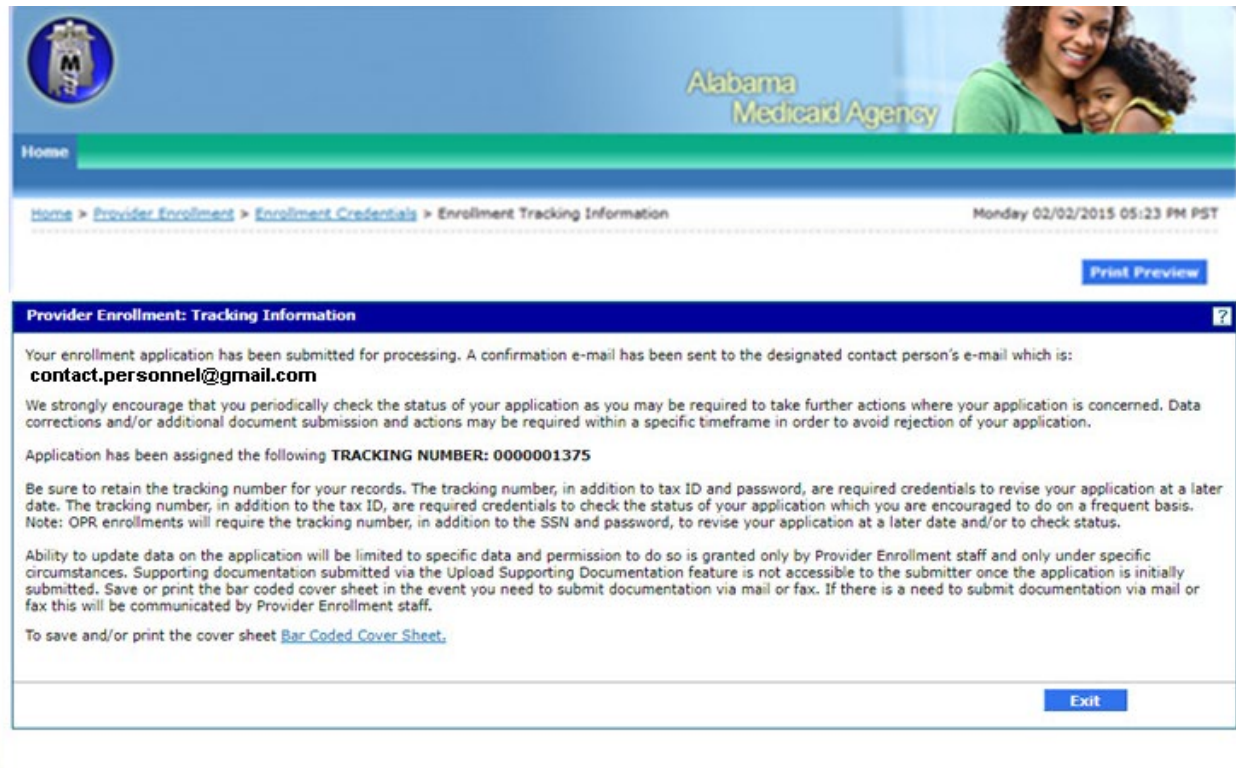 M
Alabama
Medicaid Agency
Home
Home > Provider Enrollment > Enrollment Credentials > Enrollment Tracking Information Monday 02/02/2015 05:23 PM PST
Print Preview
Provider Enrollment: Tracking Information ?
Your enrollment application has been submitted for processing. A confirmation e-mail has been sent to the designated contact person's e-mail which is:
contact.personnel@gmail.com
We strongly encourage that you periodically check the status of your application as you may be required to take further actions where your application is concerned. Data
corrections and/or additional document submission and actions may be required within a specific timeframe in order to avoid rejection of your application.
Application has been assigned the following TRACKING NUMBER: 0000001375
Be sure to retain the tracking number for your records. The tracking number, in addition to tax ID and password, are required credentials to revise your application at a later
date. The tracking number, in addition to the tax ID, are required credentials to check the status of your application which you are encouraged to do on a frequent basis.
Note: OPR enrollments will require the tracking number, in addition to the SSN and password, to revise your application at a later date and/or to check status.
Ability to update data on the application will be limited to specific data and permission to do so is granted only by Provider Enrollment staff and only under specific
circumstances. Supporting documentation submitted via the Upload Supporting Documentation feature is not accessible to the submitter once the application is initially
submitted. Save or print the bar coded cover sheet in the event you need to submit documentation via mail or fax. If there is a need to submit documentation via mail or
fax this will be communicated by Provider Enrollment staff.
To save and/or print the cover sheet Bar Coded Cover Sheet.
Exit